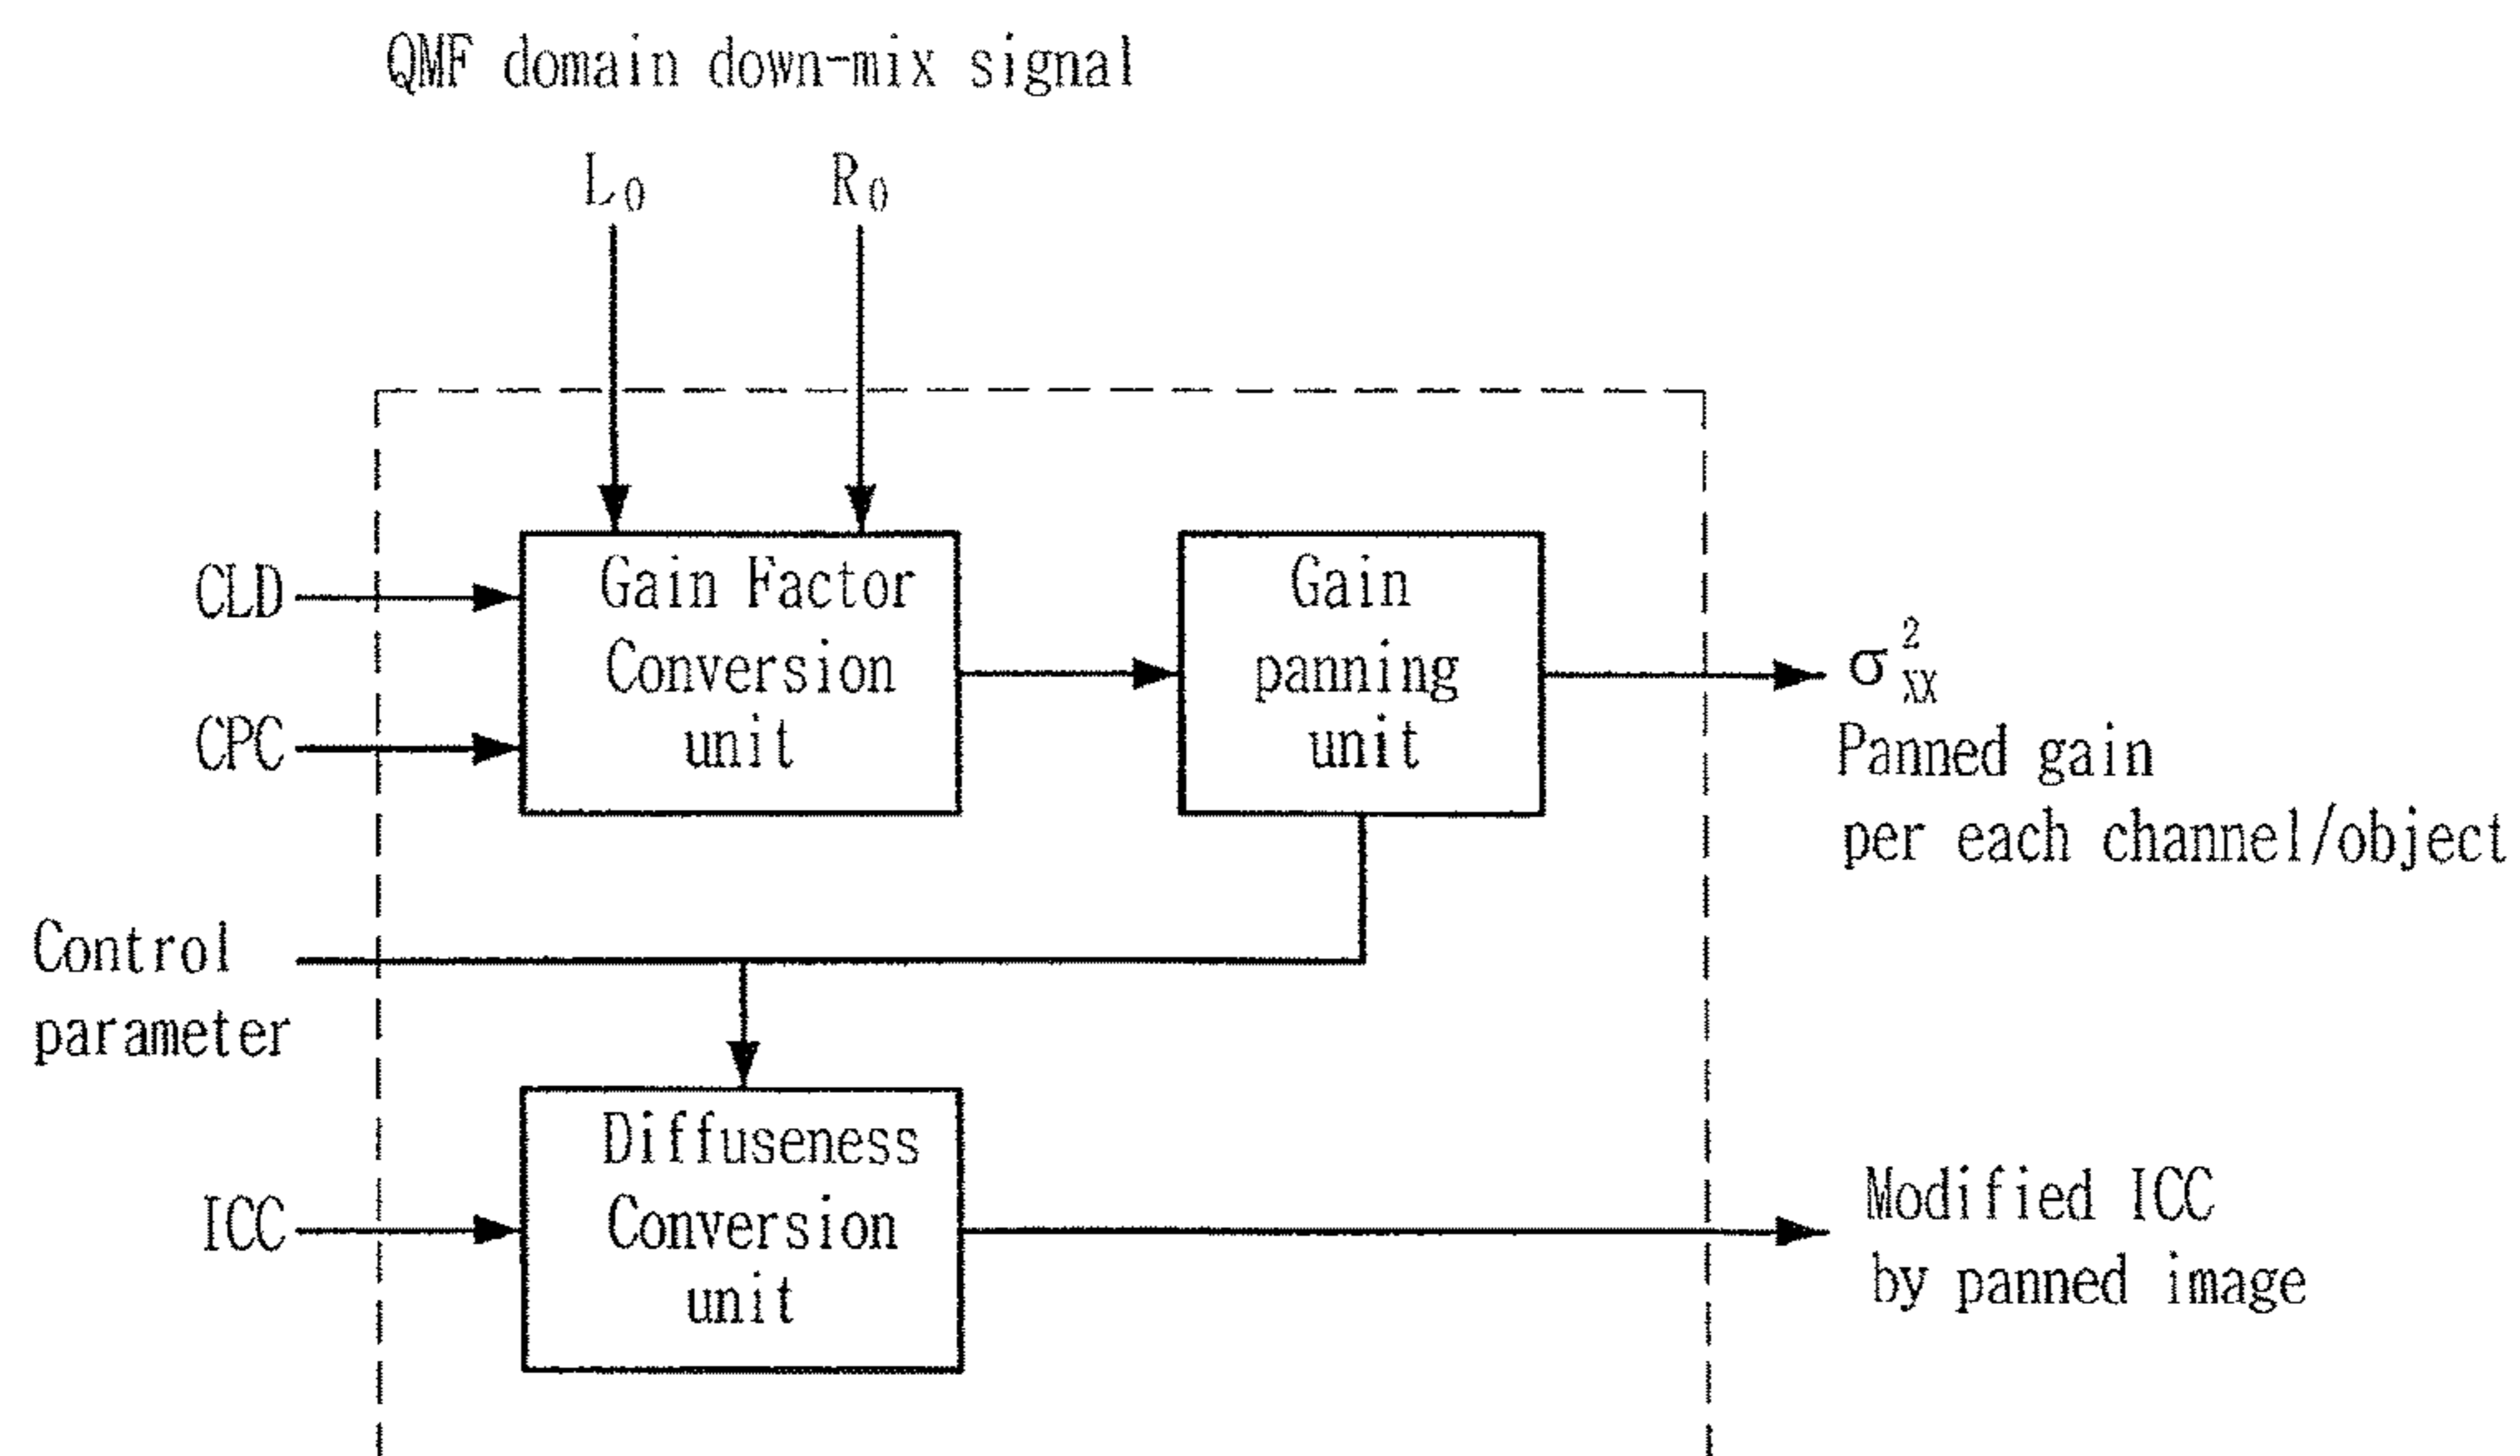 QMF domain down-mix signal
L0 R0
CLD
CPC
Gain Factor
Conversion
unit
Gain
panning
unit
σ²XX
Panned gain
per each channel/object
Control
parameter
ICC
Diffuseness
Conversion
unit
Modified ICC
by panned image